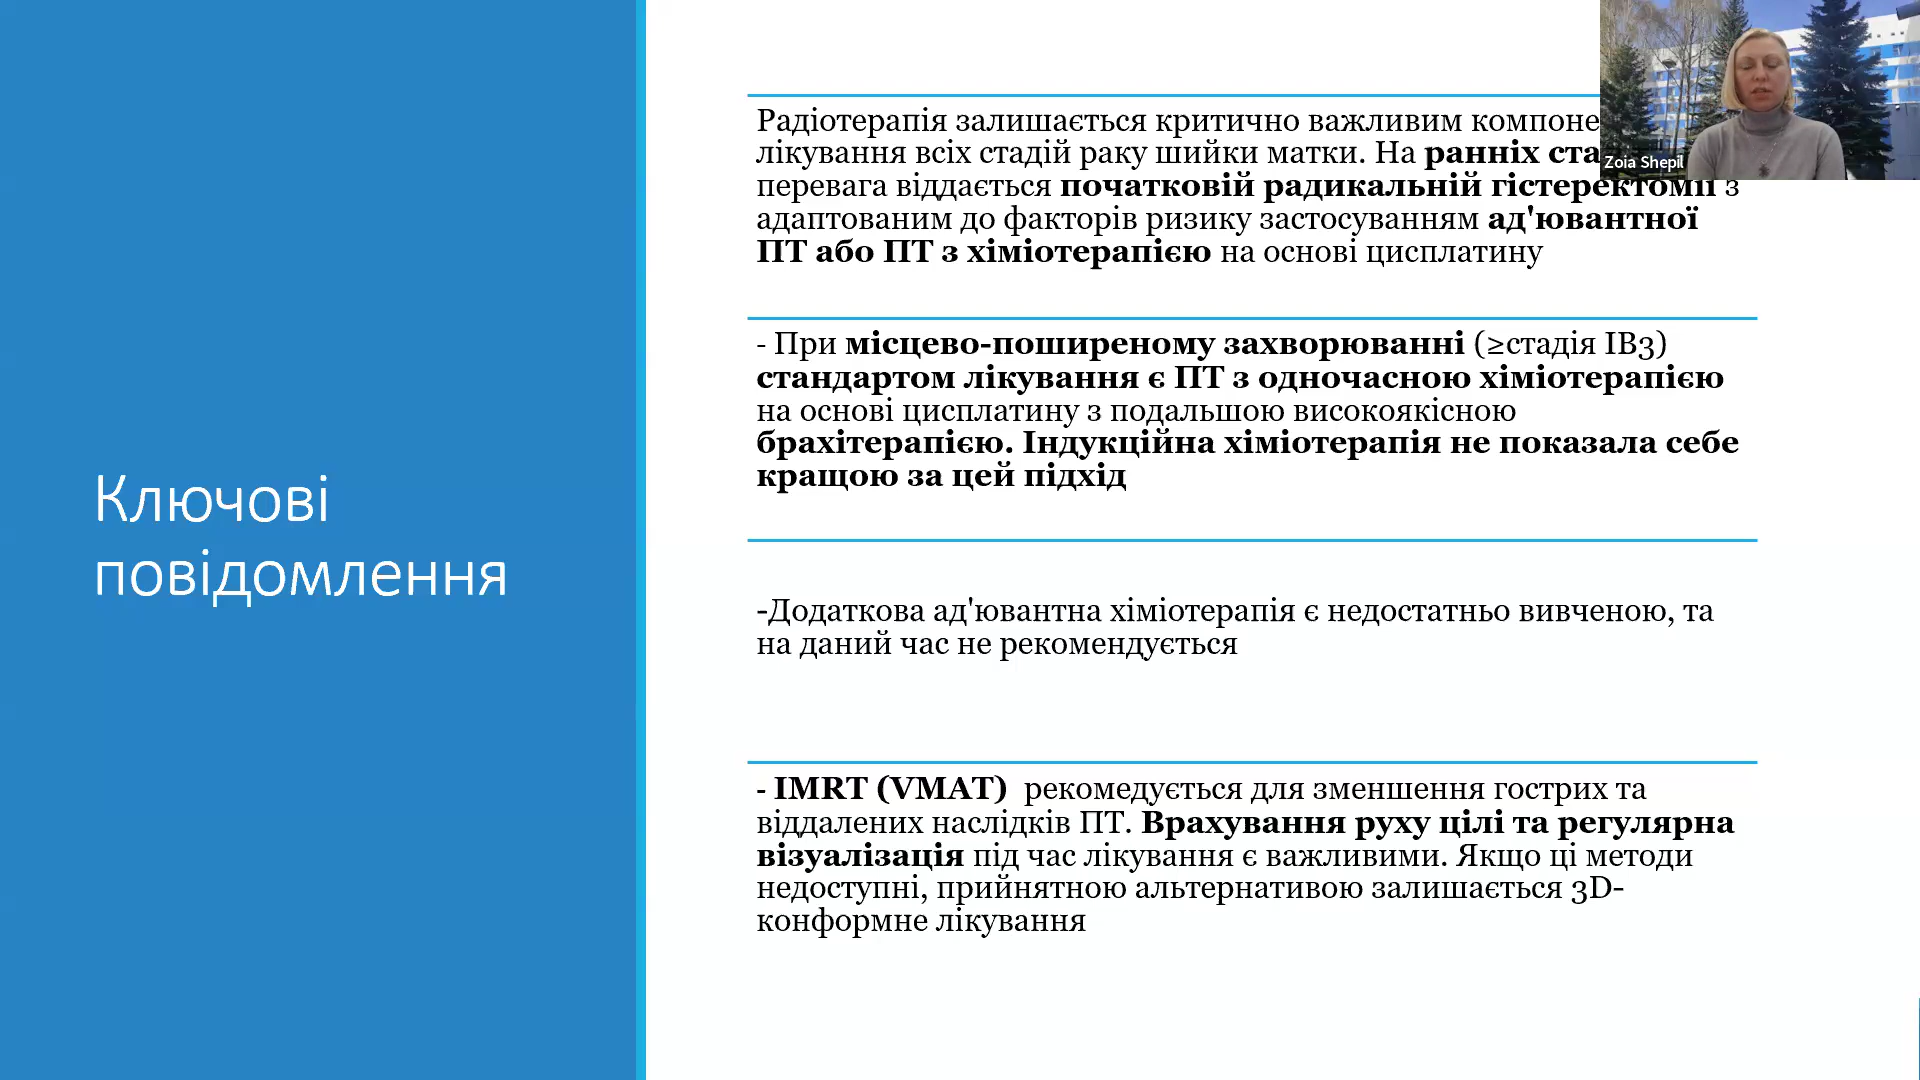 Ключові
повідомлення
Радіотерапія залишається критично важливим
лікування всіх стадій раку шийки матки. На ранніх
перевага віддається початковій радикальній гістеректомії з
адаптованим до факторів ризику застосуванням ад'ювантної
ПТ або ПТ з хіміотерапією на основі цисплатину
- При місцево-поширеному захворюванні (≥стадія IB3)
стандартом лікування є ПТ з одночасною хіміотерапією
на основі цисплатину з подальшою високоякісною
брахітерапією. Індукційна хіміотерапія не показала себе
кращою за цей підхід
-Додаткова ад'ювантна хіміотерапія є недостатньо вивченою, та
на даний час не рекомендується
- IMRT (VMAT) рекомедується для зменшення гострих та
віддалених наслідків ПТ. Врахування руху цілі та регулярна
візуалізація під час лікування є важливими. Якщо ці методи
недоступні, прийнятною альтернативою залишається 3D-
конформне лікування
Zoia Shepil